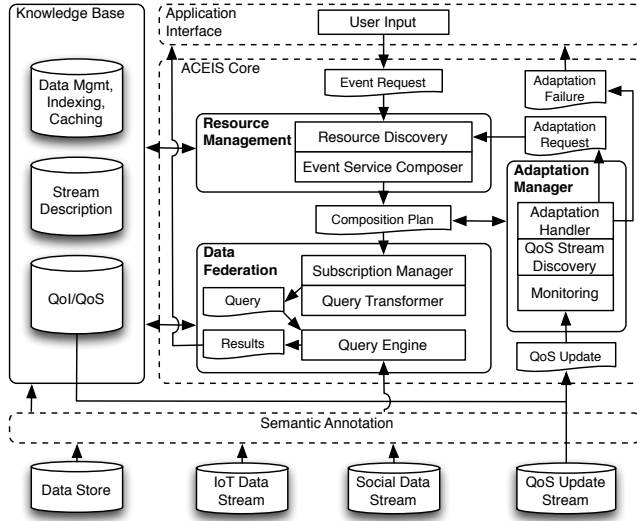 Knowledge Base
Data Mgmt,
Indexing,
Caching
Stream
Description
QoI/QoS
Application
Interface
User Input
ACEIS Core
Event Request
Adaptation
Failure
Resource
Management
Resource Discovery
Event Service Composer
Adaptation
Request
Adaptation
Manager
Composition Plan
Adaptation
Handler
QoS Stream
Discovery
Monitoring
Data
Federation
Subscription Manager
Query Transformer
Query
Results
Query Engine
QoS Update
Semantic Annotation
Data Store
IoT Data
Stream
Social Data
Stream
QoS Update
Stream